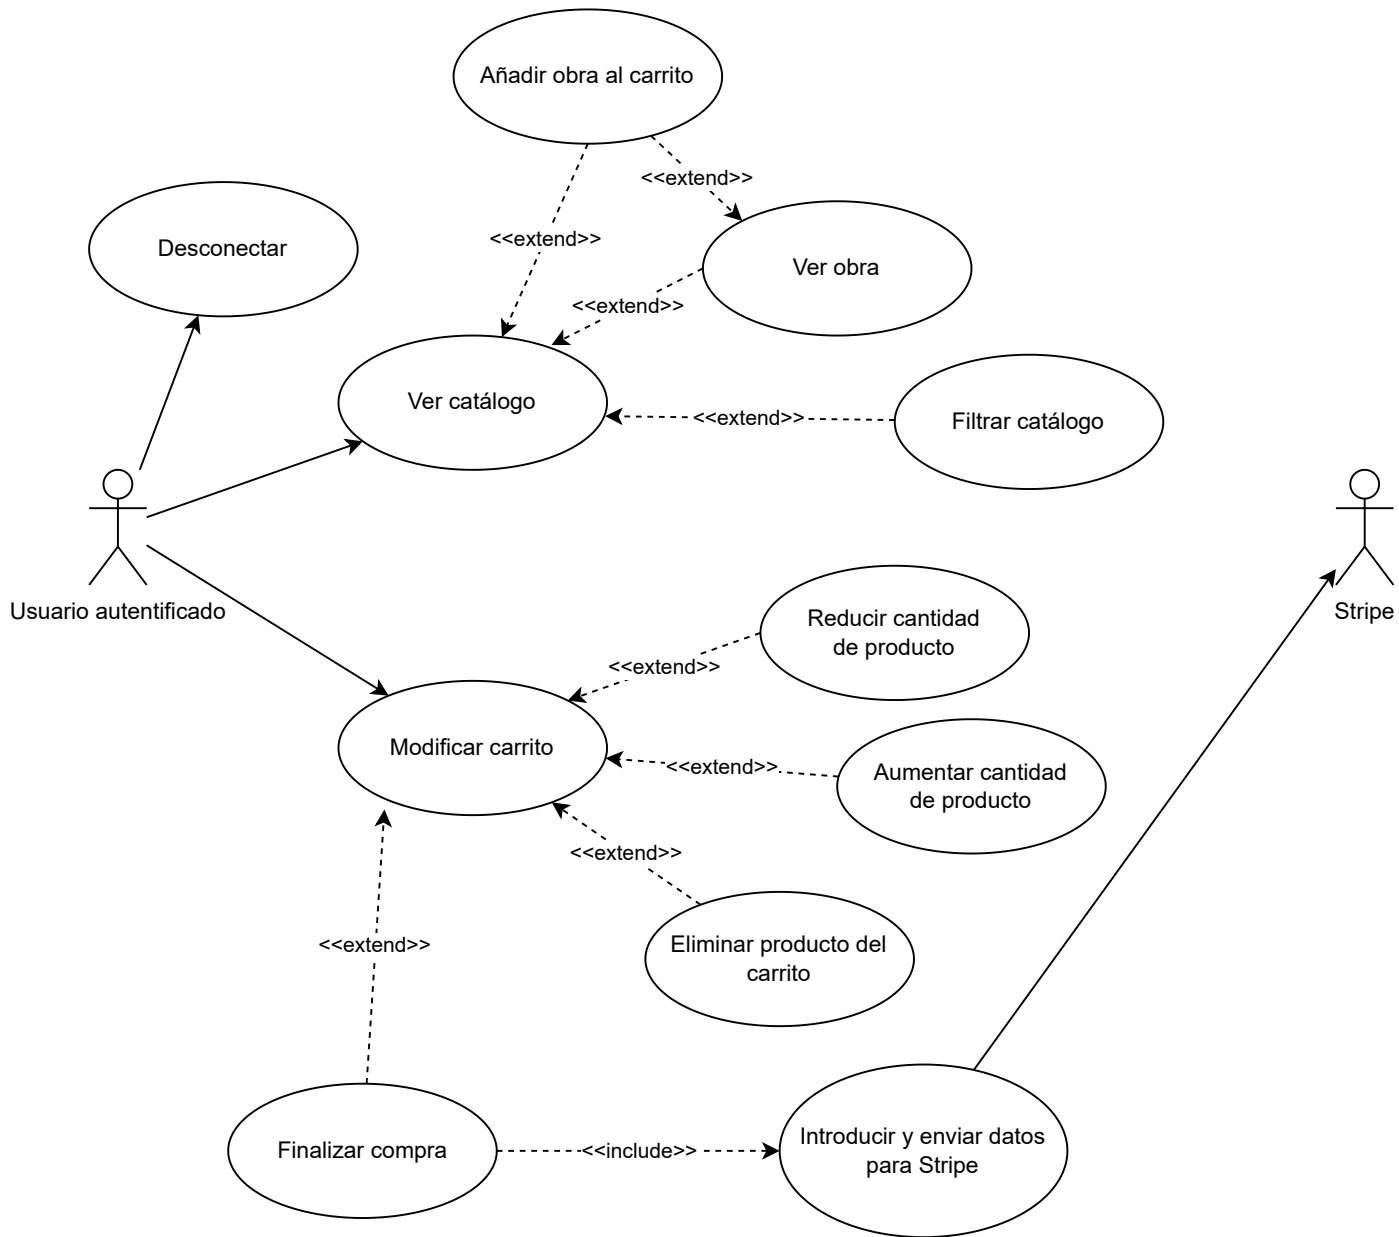 Añadir obra al carrito
<<extend>>
Desconectar
<<extend>>
Ver obra
<<extend>>
Ver catálogo
<<extend>>
Filtrar catálogo
Usuario autentificado
Stripe
Reducir cantidad
de producto
<<extend>>
Modificar carrito
<<extend>>
Aumentar cantidad
de producto
<<extend>>
<<extend>>
Eliminar producto del
carrito
Finalizar compra
<<include>>
Introducir y enviar datos
para Stripe